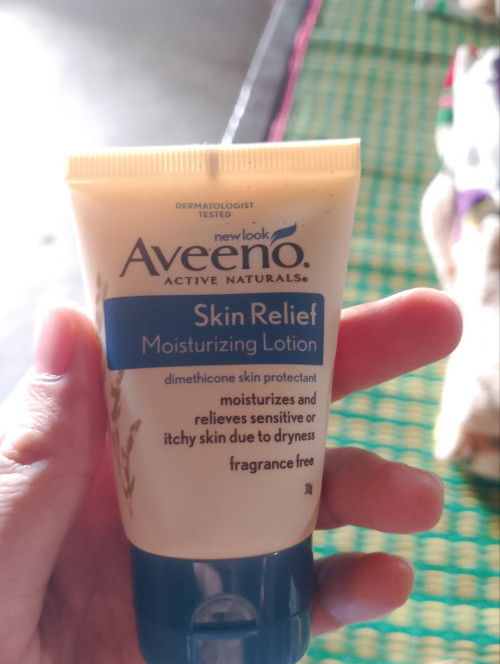 DERMATOLOGIST
TESTED
new look
Aveeno®
ACTIVE NATURALS®
Skin Relief
Moisturizing Lotion
dimethicone skin protectant
moisturizes and
relieves sensitive or
itchy skin due to dryness
fragrance free
30g